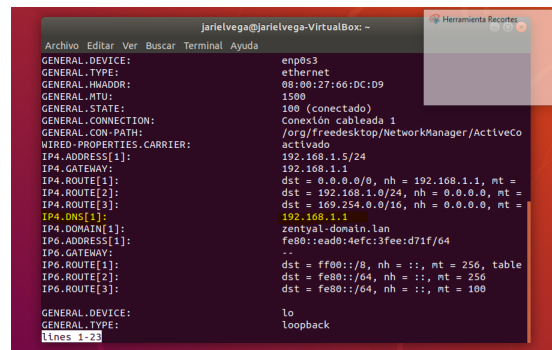 jarielvega@jarielvega-VirtualBox: ~
Herramienta Recortes
Archivo Editar Ver Buscar Terminal Ayuda
GENERAL.DEVICE: enp0s3
GENERAL.TYPE: ethernet
GENERAL.HWADDR: 08:00:27:66:DC:D9
GENERAL.MTU: 1500
GENERAL.STATE: 100 (conectado)
GENERAL.CONNECTION: Conexión cableada 1
GENERAL.CON-PATH: /org/freedesktop/NetworkManager/ActiveCo
WIRED-PROPERTIES.CARRIER: activado
IP4.ADDRESS[1]: 192.168.1.5/24
IP4.GATEWAY: 192.168.1.1
IP4.ROUTE[1]: dst = 0.0.0.0/0, nh = 192.168.1.1, mt =
IP4.ROUTE[2]: dst = 192.168.1.0/24, nh = 0.0.0.0, mt =
IP4.ROUTE[3]: dst = 169.254.0.0/16, nh = 0.0.0.0, mt =
IP4.DNS[1]: 192.168.1.1
IP4.DOMAIN[1]: zentyal-domain.lan
IP6.ADDRESS[1]: fe80::ead0:4efc:3fee:d71f/64
IP6.GATEWAY: --
IP6.ROUTE[1]: dst = ff00::/8, nh = ::, mt = 256, table
IP6.ROUTE[2]: dst = fe80::/64, nh = ::, mt = 256
IP6.ROUTE[3]: dst = fe80::/64, nh = ::, mt = 100
GENERAL.DEVICE: lo
GENERAL.TYPE: loopback
lines 1-23